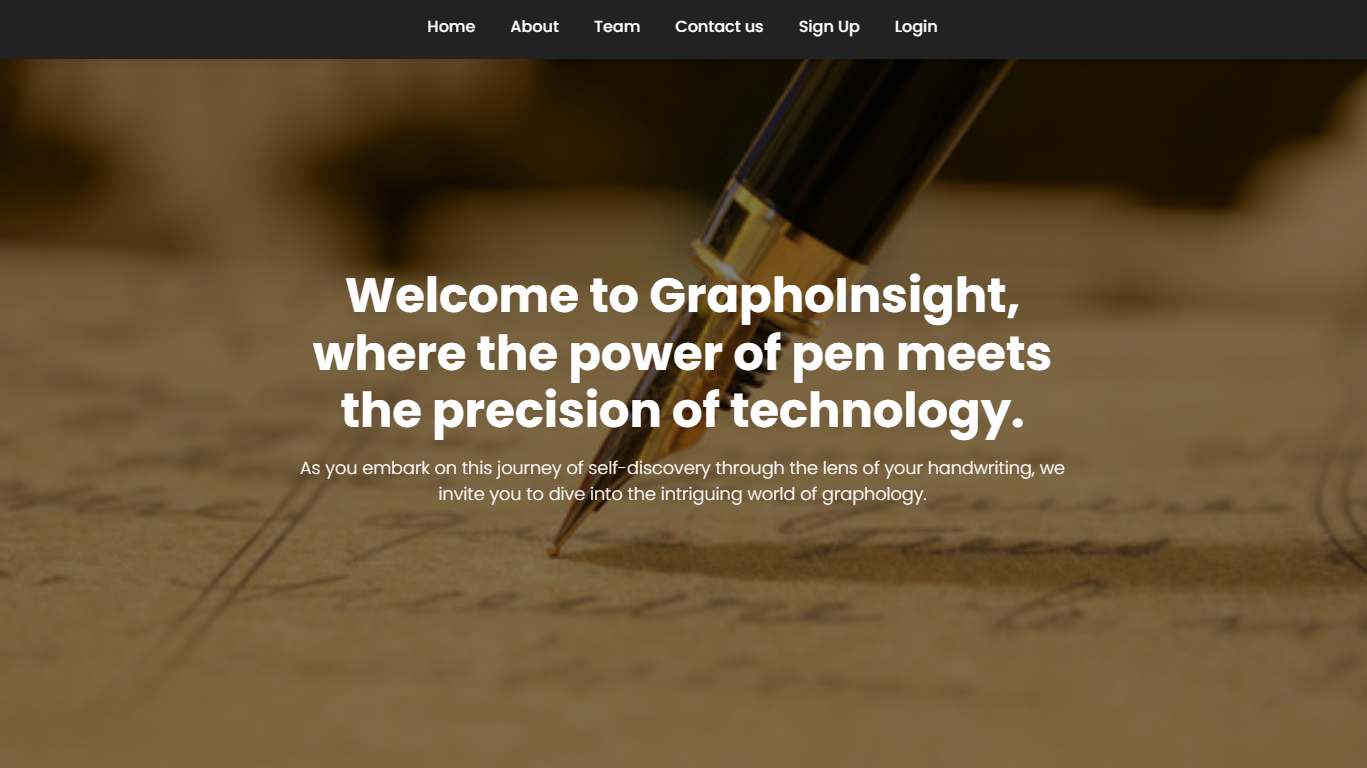 Home About Team Contact us Sign Up Login
Welcome to GraphoInsight,
where the power of pen meets
the precision of technology.
As you embark on this journey of self-discovery through the lens of your handwriting, we
invite you to dive into the intriguing world of graphology.